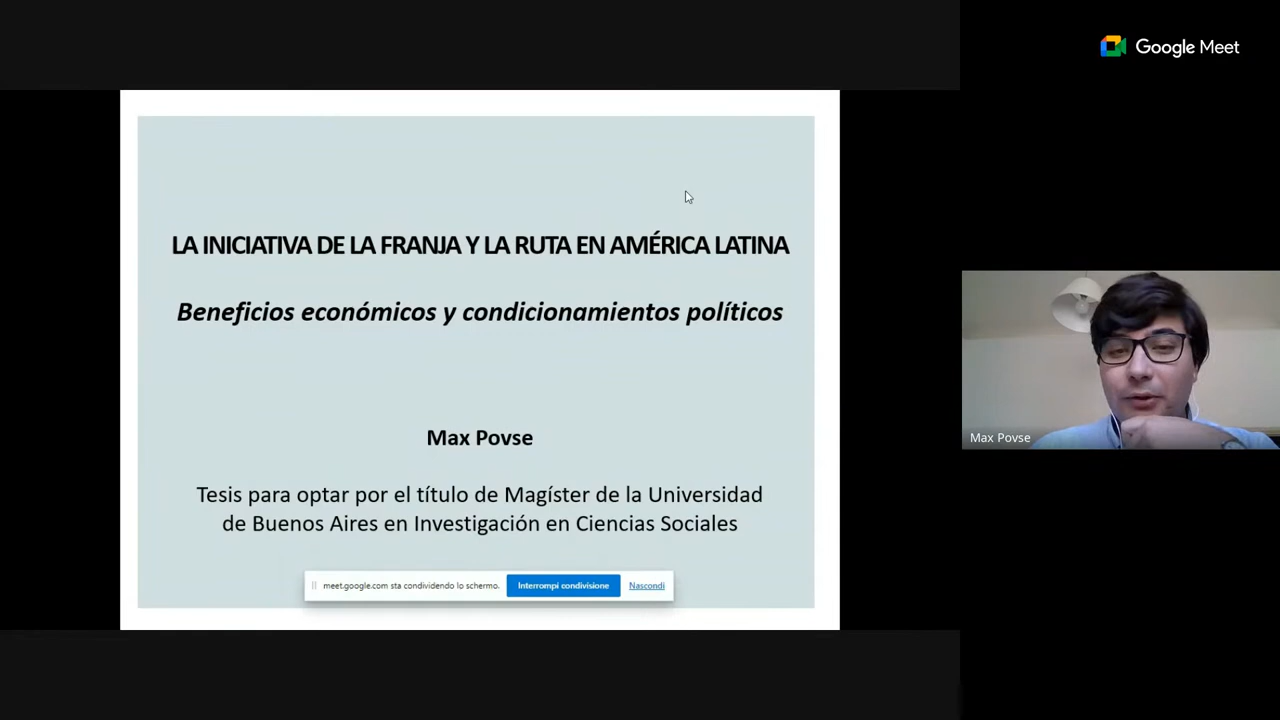 Google Meet
LA INICIATIVA DE LA FRANJA Y LA RUTA EN AMÉRICA LATINA
Beneficios económicos y condicionamientos políticos
Max Povse
Tesis para optar por el título de Magíster de la Universidad
de Buenos Aires en Investigación en Ciencias Sociales
meet.google.com sta condividendo lo schermo. Interrompi condivisione Nascondi
Max Povse